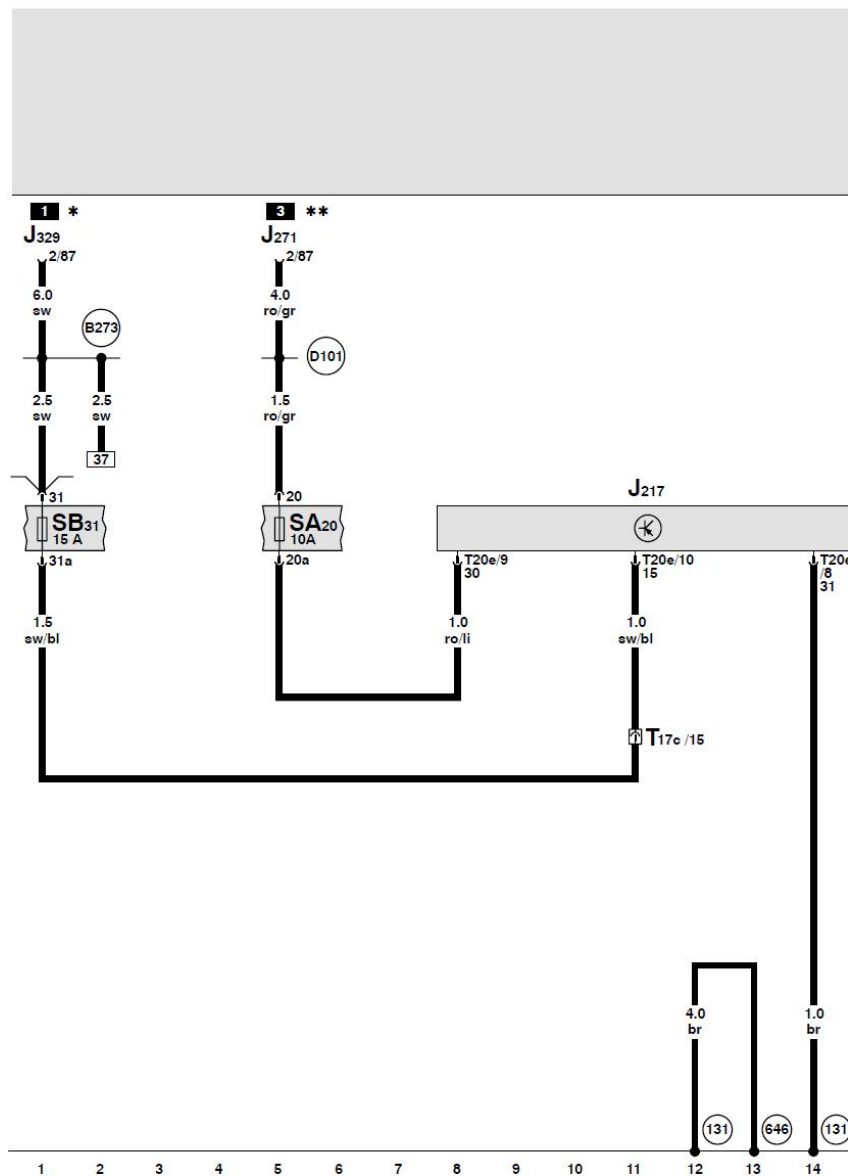 1 * 3 **
J329 J271
2/87 2/87
6.0 4.0
sw ro/gr
B273
D101
2.5 2.5 1.5
sw sw ro/gr
37
J217
31 20
SB31 SA20
15 A 10A
31a 20a T20e/9 T20e/10 T20e
30 15 /8
31
1.5 1.0 1.0
sw/bl ro/li sw/bl
T17c /15
4.0 1.0
br br
131 646 131
1 2 3 4 5 6 7 8 9 10 11 12 13 14